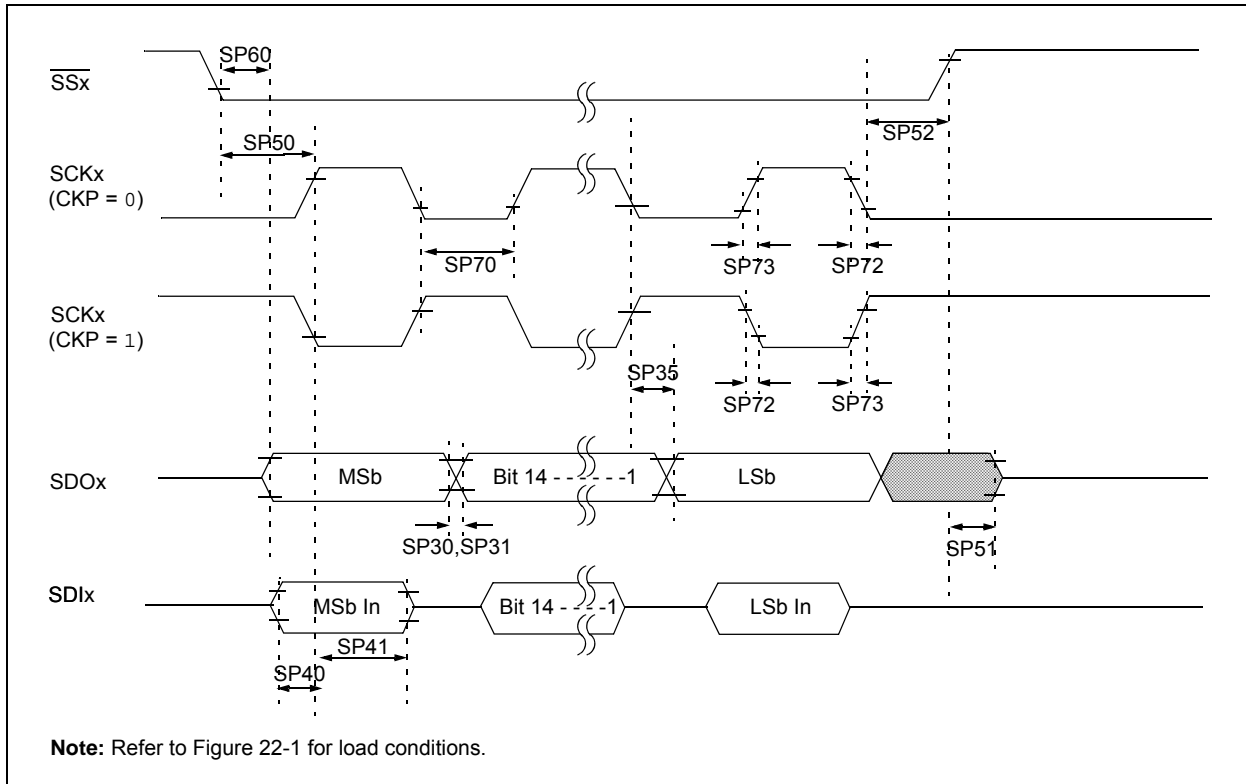 SP60
SSx
SP50
SP52
SCKx
(CKP = 0)
SP70
SP73
SP72
SCKx
(CKP = 1)
SP35
SP72
SP73
SDOx
MSb
Bit 14 - - - - - -1
LSb
SP30,SP31
SP51
SDIx
MSb In
Bit 14 - - - - -1
LSb In
SP41
SP40
Note: Refer to Figure 22-1 for load conditions.